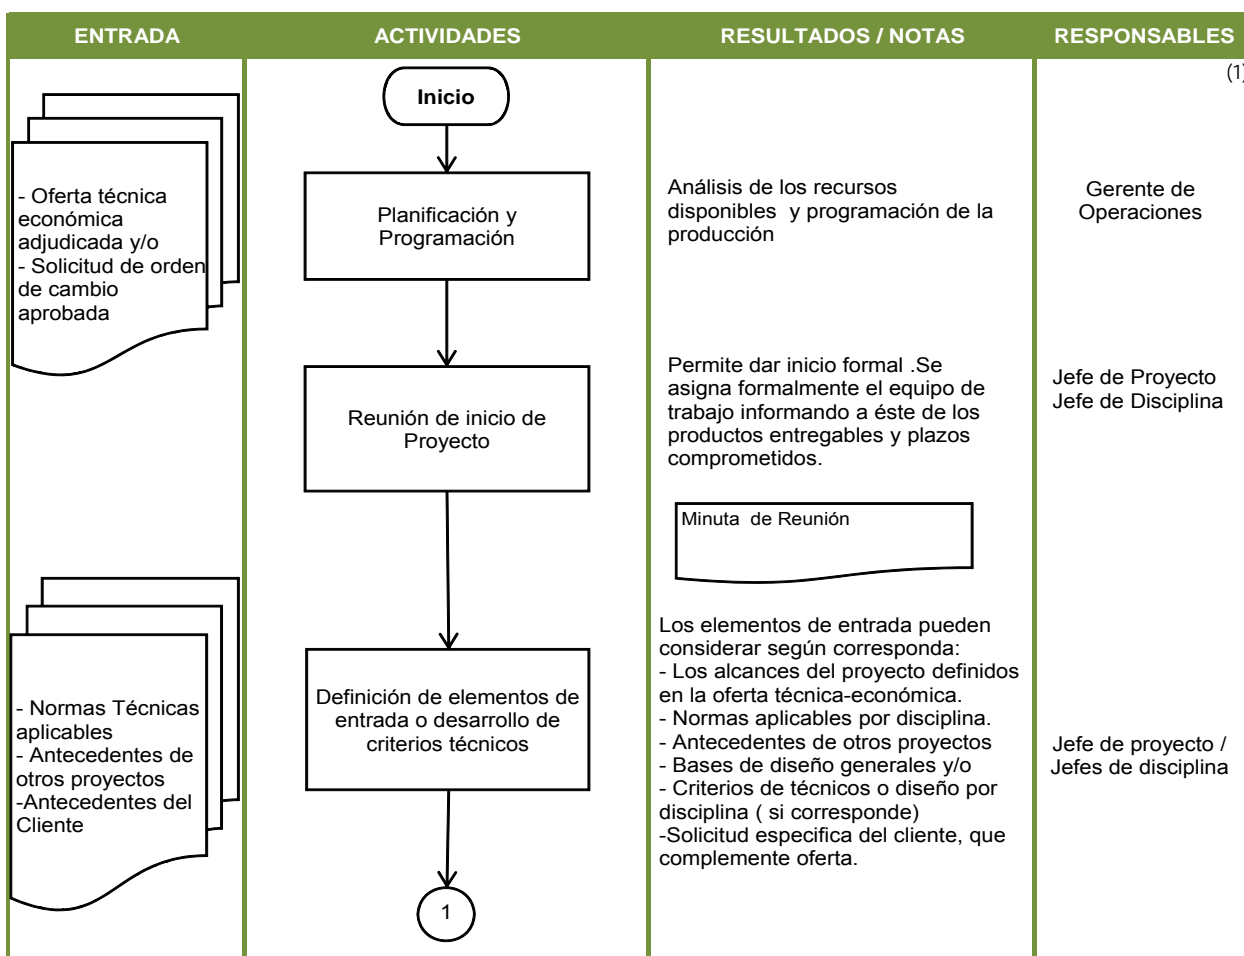 ENTRADA
ACTIVIDADES
RESULTADOS / NOTAS
RESPONSABLES
(1)
Inicio
- Oferta técnica
económica
adjudicada y/o
- Solicitud de orden
de cambio
aprobada
Planificación y
Programación
Análisis de los recursos
disponibles y programación de la
producción
Gerente de
Operaciones
Reunión de inicio de
Proyecto
Permite dar inicio formal .Se
asigna formalmente el equipo de
trabajo informando a éste de los
productos entregables y plazos
comprometidos.
Jefe de Proyecto
Jefe de Disciplina
Minuta de Reunión
- Normas Técnicas
aplicables
- Antecedentes de
otros proyectos
-Antecedentes del
Cliente
Definición de elementos de
entrada o desarrollo de
criterios técnicos
Los elementos de entrada pueden
considerar según corresponda:
- Los alcances del proyecto definidos
en la oferta técnica-económica.
- Normas aplicables por disciplina.
- Antecedentes de otros proyectos
- Bases de diseño generales y/o
- Criterios de técnicos o diseño por
disciplina ( si corresponde)
-Solicitud especifica del cliente, que
complemente oferta.
Jefe de proyecto /
Jefes de disciplina
1